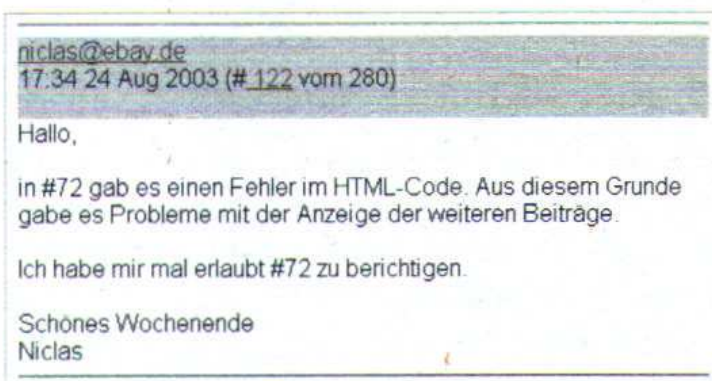 niclas@ebay.de
17:34 24 Aug 2003 (# 122 vom 280)
Hallo,
in #72 gab es einen Fehler im HTML-Code. Aus diesem Grunde
gabe es Probleme mit der Anzeige der weiteren Beiträge.
Ich habe mir mal erlaubt #72 zu berichtigen.
Schönes Wochenende
Niclas